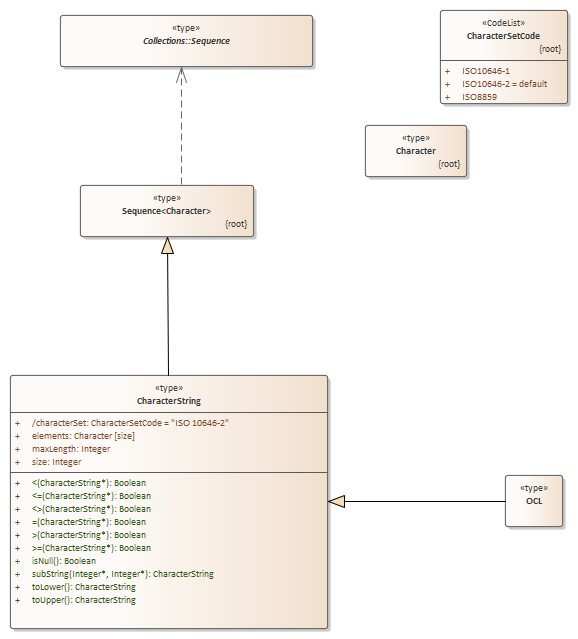 «type»
Collections::Sequence
«CodeList»
CharacterSetCode
{root}
+ ISO10646-1
+ ISO10646-2 = default
+ ISO8859
«type»
Character
{root}
«type»
Sequence<Character>
{root}
«type»
CharacterString
+ /characterSet: CharacterSetCode = "ISO 10646-2"
+ elements: Character [size]
+ maxLength: Integer
+ size: Integer
+ <(CharacterString*): Boolean
+ <=(CharacterString*): Boolean
+ <>(CharacterString*): Boolean
+ =(CharacterString*): Boolean
+ >(CharacterString*): Boolean
+ >=(CharacterString*): Boolean
+ isNull(): Boolean
+ subString(Integer*, Integer*): CharacterString
+ toLower(): CharacterString
+ toUpper(): CharacterString
«type»
OCL